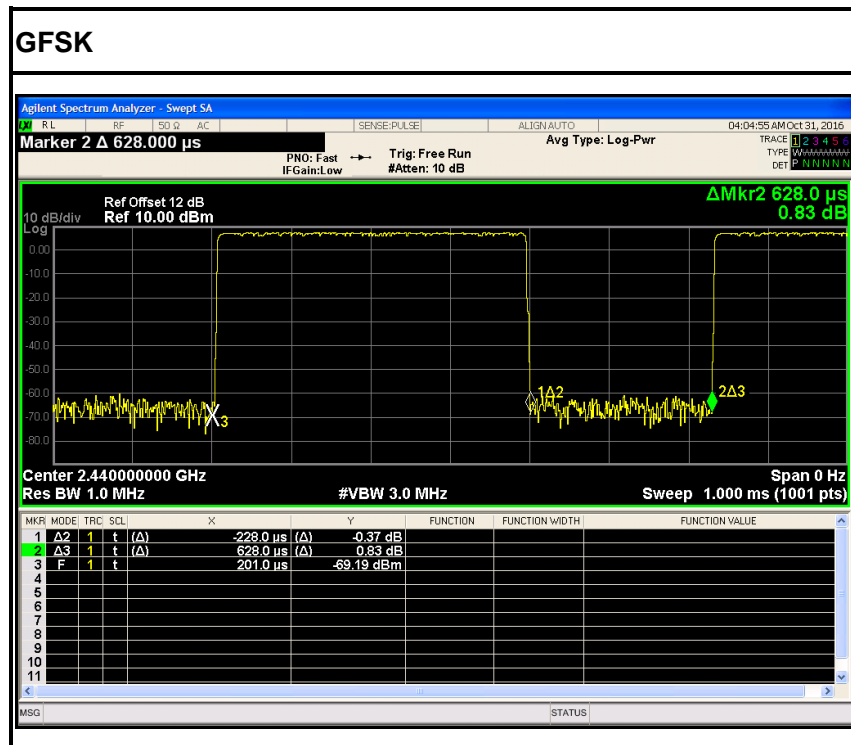 GFSK
Agilent Spectrum Analyzer - Swept SA
LXI RL RF 50 Ω AC SENSE:PULSE ALIGN AUTO 04:04:55 AM Oct 31, 2016
Marker 2 Δ 628.000 µs
PNO: Fast
IFGain:Low
Trig: Free Run
#Atten: 10 dB
Avg Type: Log-Pwr
TRACE 1 2 3 4 5 6
TYPE WWWWWW
DET P N N N N N
ΔMkr2 628.0 µs
0.83 dB
Ref Offset 12 dB
10 dB/div Ref 10.00 dBm
Log
0.00
-10.0
-20.0
-30.0
-40.0
-50.0
-60.0
-70.0
-80.0
3
1Δ2
2Δ3
Center 2.440000000 GHz Span 0 Hz
Res BW 1.0 MHz #VBW 3.0 MHz Sweep 1.000 ms (1001 pts)
MKR MODE TRC SCL X Y FUNCTION FUNCTION WIDTH FUNCTION VALUE
1 Δ2 1 t (Δ) -228.0 µs (Δ) -0.37 dB
2 Δ3 1 t (Δ) 628.0 µs (Δ) 0.83 dB
3 F 1 t 201.0 µs -69.19 dBm
4
5
6
7
8
9
10
11
MSG STATUS